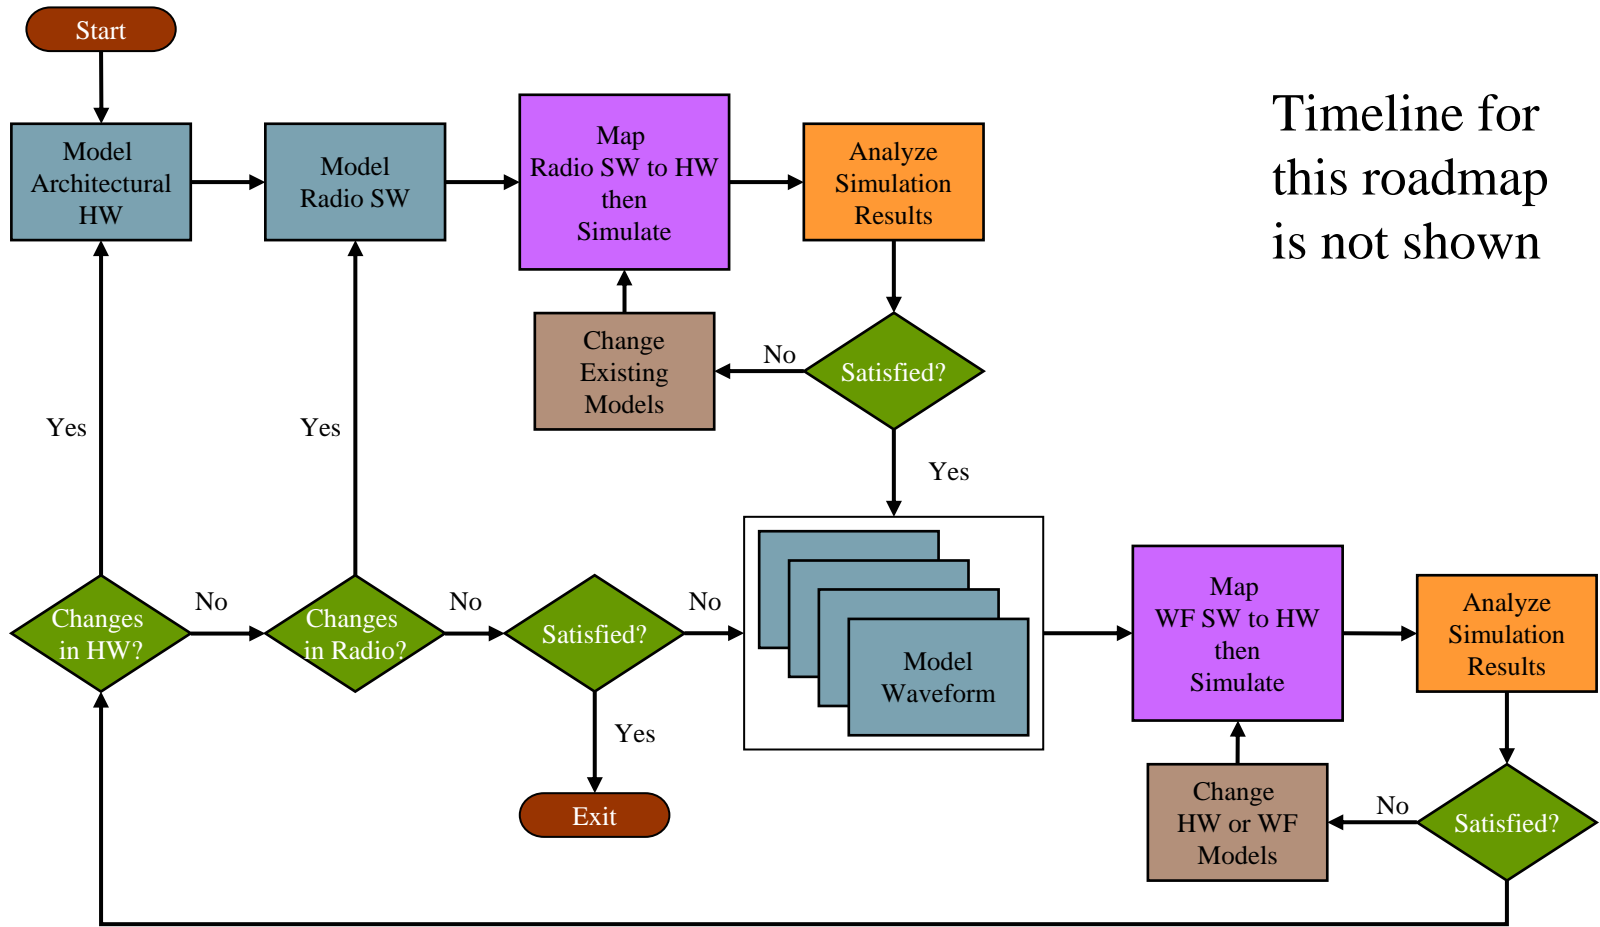 Start
Model
Architectural
HW
Model
Radio SW
Map
Radio SW to HW
then
Simulate
Analyze
Simulation
Results
Timeline for
this roadmap
is not shown
Change
Existing
Models
No
Satisfied?
Yes
Yes
Yes
Changes
in HW?
No
Changes
in Radio?
No
Satisfied?
No
Model
Waveform
Map
WF SW to HW
then
Simulate
Analyze
Simulation
Results
Yes
Exit
Change
HW or WF
Models
No
Satisfied?